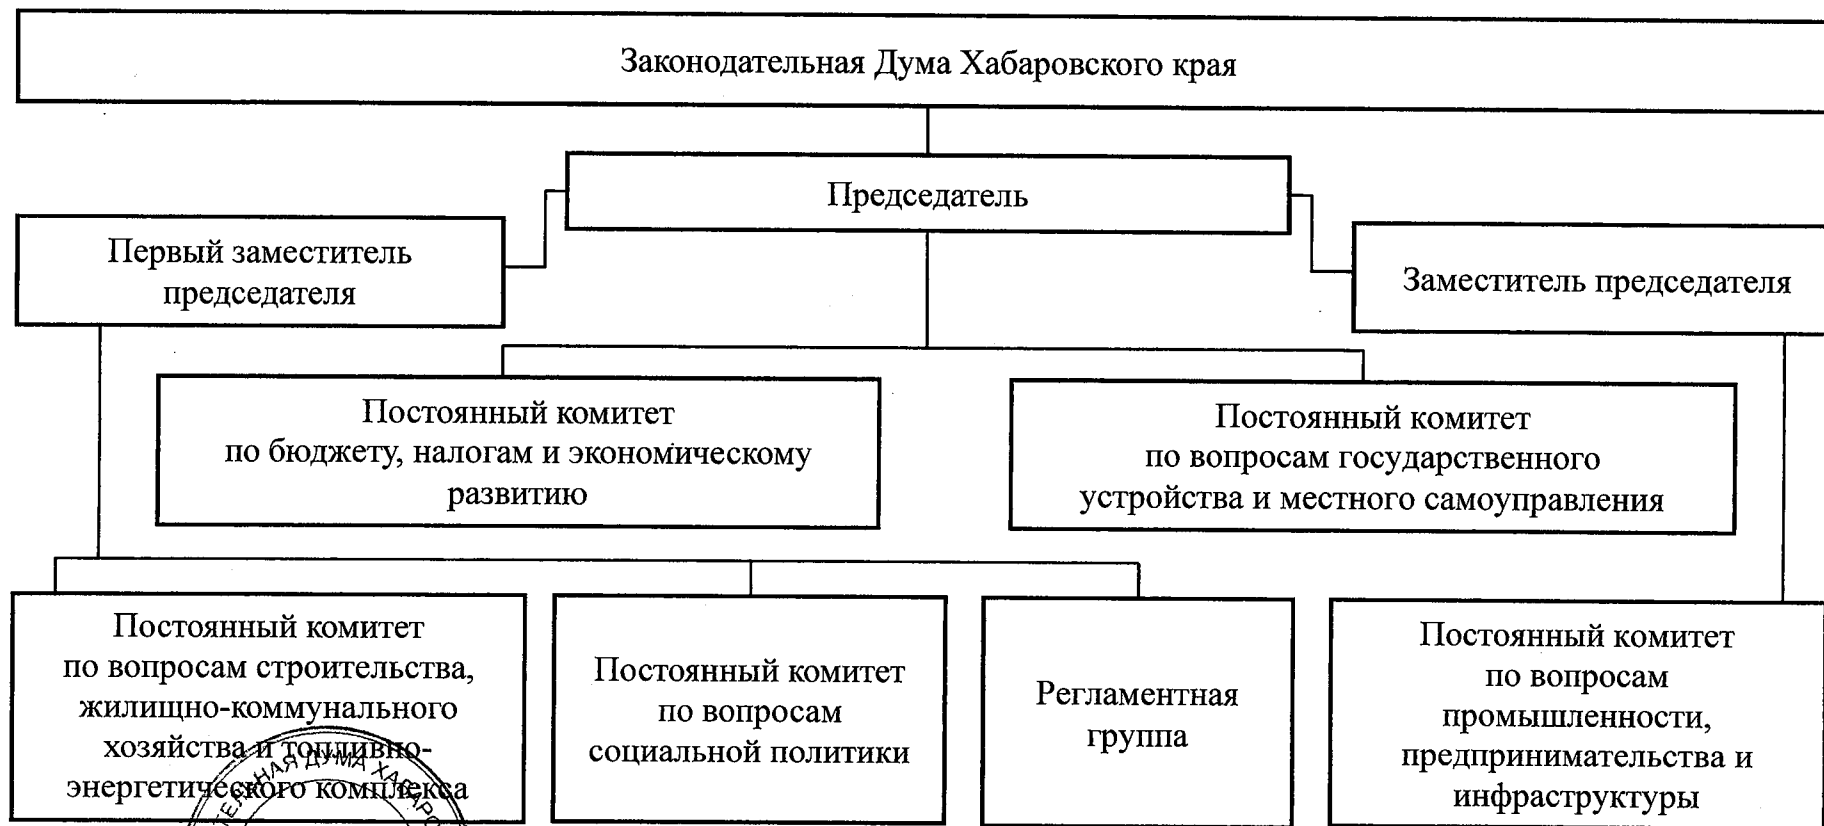 Законодательная Дума Хабаровского края
Председатель
Первый заместитель
председателя
Заместитель председателя
Постоянный комитет
по бюджету, налогам и экономическому
развитию
Постоянный комитет
по вопросам государственного
устройства и местного самоуправления
Постоянный комитет
по вопросам строительства,
жилищно-коммунального
хозяйства и топливно-
энергетического комплекса
Постоянный комитет
по вопросам
социальной политики
Регламентная
группа
Постоянный комитет
по вопросам
промышленности,
предпринимательства и
инфраструктуры
ДУМА